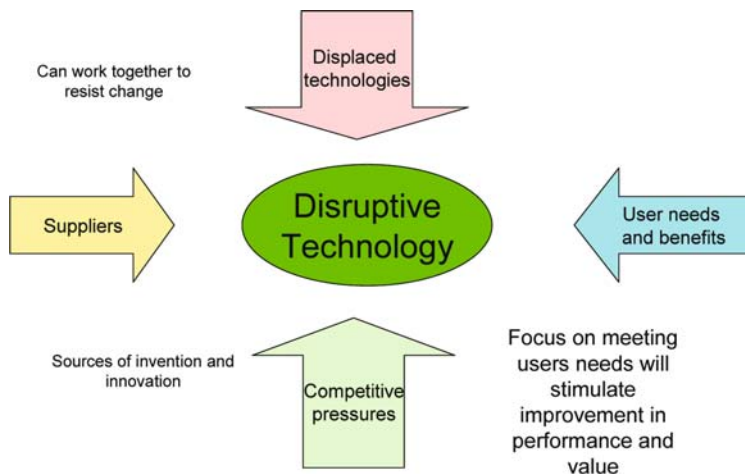 Displaced
technologies
Can work together to
resist change
Suppliers
Disruptive
Technology
User needs
and benefits
Sources of invention and
innovation
Competitive
pressures
Focus on meeting
users needs will
stimulate
improvement in
performance and
value